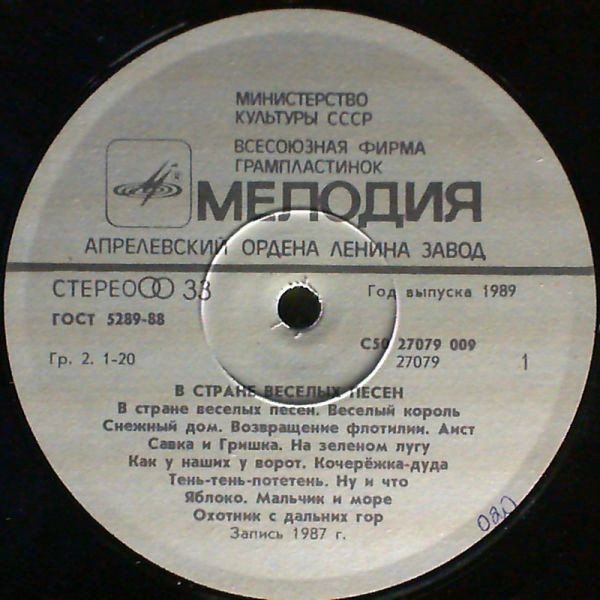 МИНИСТЕРСТВО
КУЛЬТУРЫ СССР
ВСЕСОЮЗНАЯ ФИРМА
ГРАМПЛАСТИНОК
МЕЛОДИЯ
АПРЕЛЕВСКИЙ ОРДЕНА ЛЕНИНА ЗАВОД
СТЕРЕО 33 Год выпуска 1989
ГОСТ 5289-88
С50 27079 009
Гр. 2. 1-20 27079 1
В СТРАНЕ ВЕСЕЛЫХ ПЕСЕН
В стране веселых песен. Веселый король
Снежный дом. Возвращение флотилии. Аист
Савка и Гришка. На зеленом лугу
Как у наших у ворот. Кочерёжка-дуда
Тень-тень-потетень. Ну и что
Яблоко. Мальчик и море
Охотник с дальних гор
Запись 1987 г.